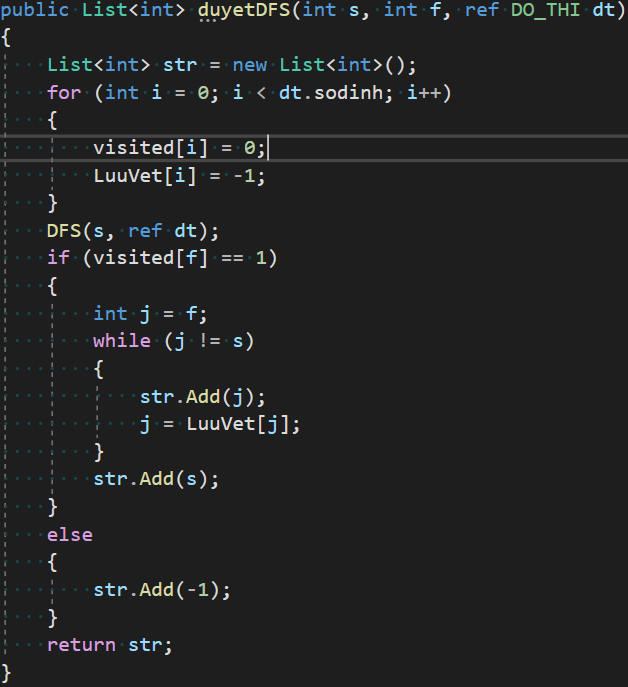 public List<int> duyetDFS(int s, int f, ref DO_THI dt)
{
    List<int> str = new List<int>();
    for (int i = 0; i < dt.sodinh; i++)
    {
        visited[i] = 0;
        LuuVet[i] = -1;
    }
    DFS(s, ref dt);
    if (visited[f] == 1)
    {
        int j = f;
        while (j != s)
        {
            str.Add(j);
            j = LuuVet[j];
        }
        str.Add(s);
    }
    else
    {
        str.Add(-1);
    }
    return str;
}